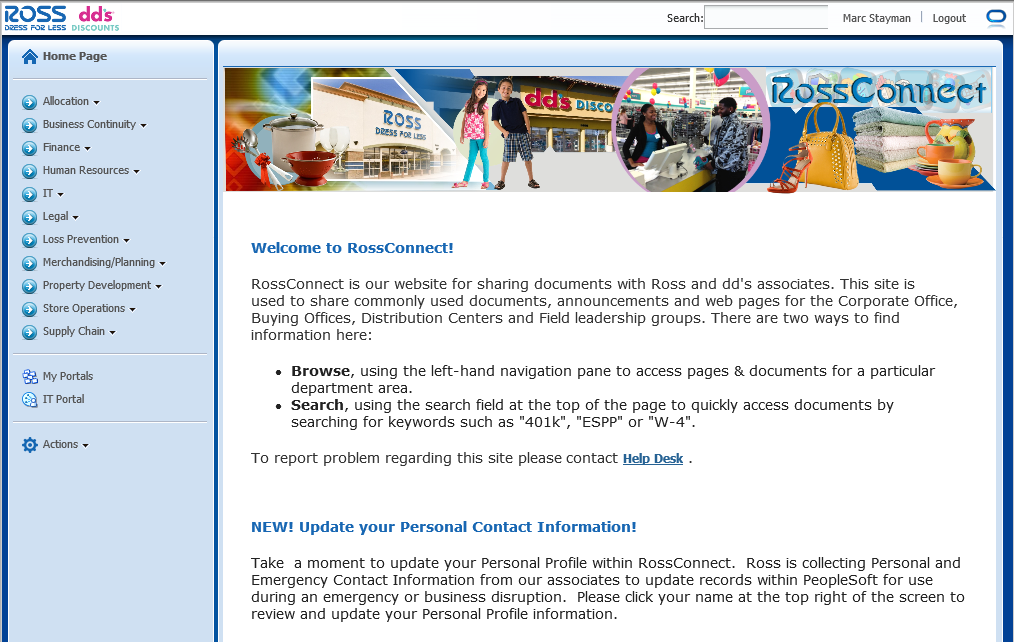 ROSS dd's
DRESS FOR LESS DISCOUNTS
Search:
Marc Stayman | Logout
Home Page
Allocation
Business Continuity
Finance
Human Resources
IT
Legal
Loss Prevention
Merchandising/Planning
Property Development
Store Operations
Supply Chain
My Portals
IT Portal
Actions
ROSS
DRESS FOR LESS
dd's DISCO
RossConnect
Welcome to RossConnect!
RossConnect is our website for sharing documents with Ross and dd's associates. This site is
used to share commonly used documents, announcements and web pages for the Corporate Office,
Buying Offices, Distribution Centers and Field leadership groups. There are two ways to find
information here:
• Browse, using the left-hand navigation pane to access pages & documents for a particular
department area.
• Search, using the search field at the top of the page to quickly access documents by
searching for keywords such as "401k", "ESPP" or "W-4".
To report problem regarding this site please contact Help Desk .
NEW! Update your Personal Contact Information!
Take  a moment to update your Personal Profile within RossConnect.  Ross is collecting Personal and
Emergency Contact Information from our associates to update records within PeopleSoft for use
during an emergency or business disruption.  Please click your name at the top right of the screen to
review and update your Personal Profile information.